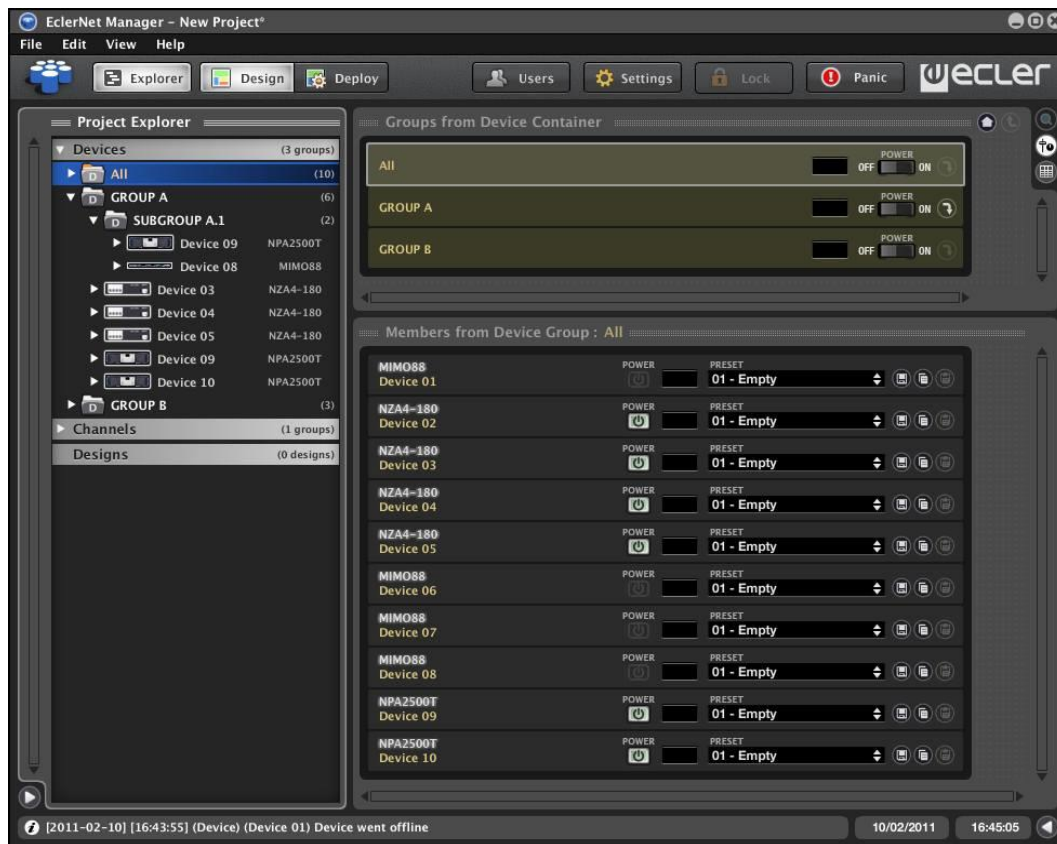 EclerNet Manager – New Project*
File Edit View Help
Explorer Design Deploy Users Settings Lock Panic ecler
Project Explorer
Devices (3 groups)
D All (10)
D GROUP A (6)
D SUBGROUP A.1 (2)
Device 09 NPA2500T
Device 08 MIMO88
Device 03 NZA4-180
Device 04 NZA4-180
Device 05 NZA4-180
Device 09 NPA2500T
Device 10 NPA2500T
D GROUP B (3)
Channels (1 groups)
Designs (0 designs)
Groups from Device Container
All POWER OFF ON
GROUP A POWER OFF ON
GROUP B POWER OFF ON
Members from Device Group : All
MIMO88 POWER PRESET
Device 01 01 - Empty
NZA4-180 POWER PRESET
Device 02 01 - Empty
NZA4-180 POWER PRESET
Device 03 01 - Empty
NZA4-180 POWER PRESET
Device 04 01 - Empty
NZA4-180 POWER PRESET
Device 05 01 - Empty
MIMO88 POWER PRESET
Device 06 01 - Empty
MIMO88 POWER PRESET
Device 07 01 - Empty
MIMO88 POWER PRESET
Device 08 01 - Empty
NPA2500T POWER PRESET
Device 09 01 - Empty
NPA2500T POWER PRESET
Device 10 01 - Empty
[2011-02-10] [16:43:55] (Device) (Device 01) Device went offline 10/02/2011 16:45:05